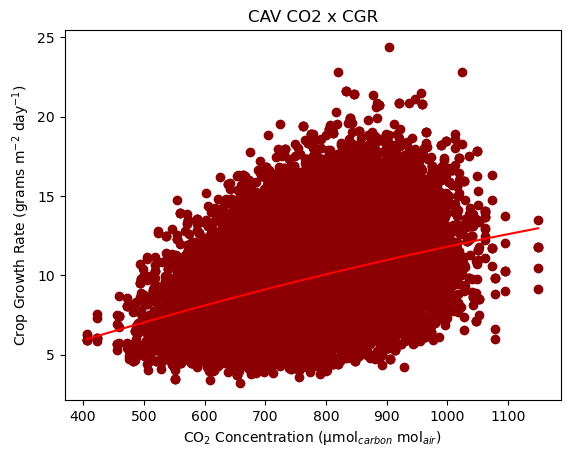 CAV CO2 x CGR
25
20
15
10
5
Crop Growth Rate (grams m⁻² day⁻¹)
400 500 600 700 800 900 1000 1100
CO₂ Concentration (μmol_carbon mol_air)